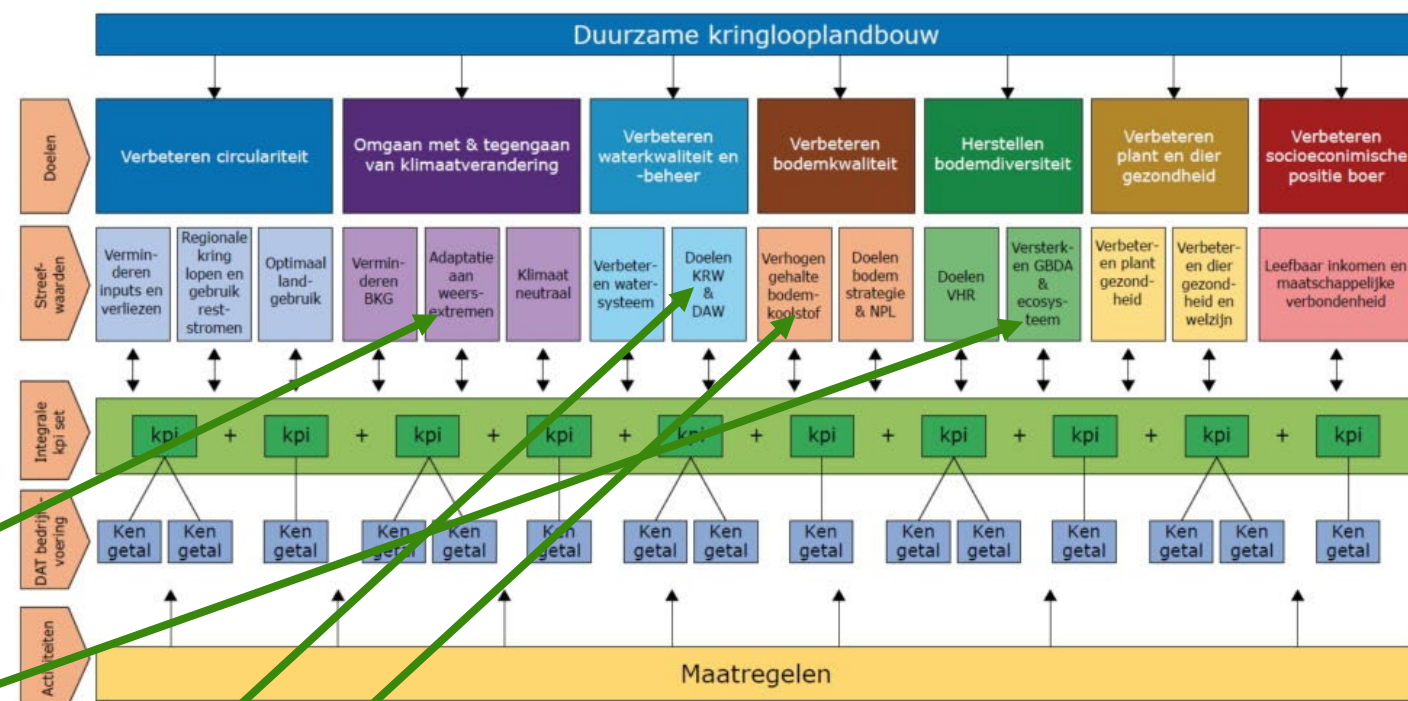 Duurzame kringlooplandbouw
Doelen
Verbeteren circulariteit
Omgaan met & tegengaan
van klimaatverandering
Verbeteren
waterkwaliteit en
-beheer
Verbeteren
bodemkwaliteit
Herstellen
bodemdiversiteit
Verbeteren
plant en dier
gezondheid
Verbeteren
socioeconimische
positie boer
Streef-
waarden
Vermin-
deren
inputs en
verliezen
Regionale
kring
lopen en
gebruik
rest-
stromen
Optimaal
land-
gebruik
Vermin-
deren
BKG
Adaptatie
aan
weers-
extremen
Klimaat
neutraal
Verbeter-
en water-
systeem
Doelen
KRW
&
DAW
Verhogen
gehalte
bodem-
koolstof
Doelen
bodem
strategie
& NPL
Doelen
VHR
Versterk-
en GBDA
&
ecosys-
teem
Verbeter-
en plant
gezond-
heid
Verbeter-
en dier
gezond-
heid en
welzijn
Leefbaar inkomen en
maatschappelijke
verbondenheid
Integrale
kpi set
kpi + kpi + kpi + kpi + kpi + kpi + kpi + kpi + kpi + kpi
DAT bedrijfs-
voering
Ken
getal
Ken
getal
Ken
getal
Ken
getal
Ken
getal
Ken
getal
Ken
getal
Ken
getal
Ken
getal
Ken
getal
Ken
getal
Ken
getal
Ken
getal
Ken
getal
Ken
getal
Activiteiten
Maatregelen